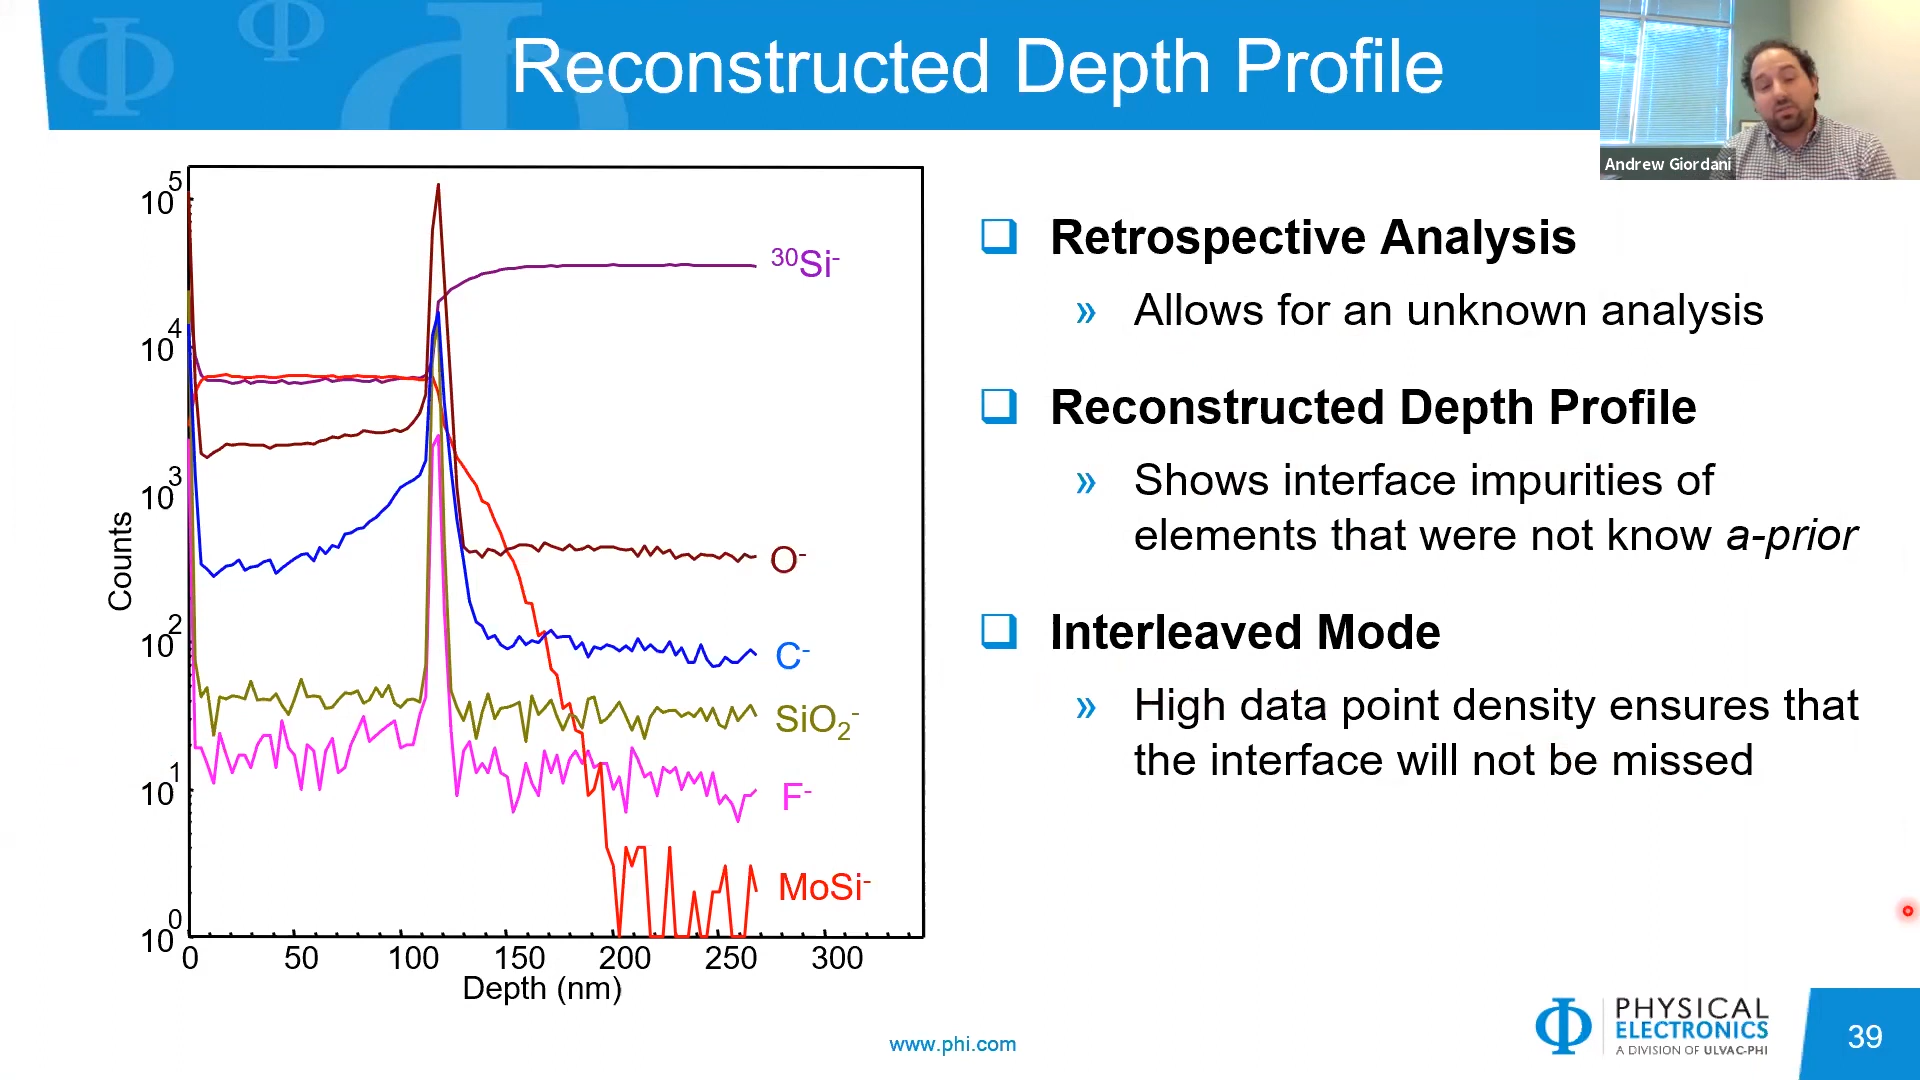 Reconstructed Depth Profile
Andrew Giordani
Counts
10^5
10^4
10^3
10^2
10^1
10^0
0 50 100 150 200 250 300
Depth (nm)
^30Si^-
O^-
C^-
SiO_2^-
F^-
MoSi^-
Retrospective Analysis
» Allows for an unknown analysis
Reconstructed Depth Profile
» Shows interface impurities of
elements that were not know a-prior
Interleaved Mode
» High data point density ensures that
the interface will not be missed
www.phi.com
PHYSICAL
ELECTRONICS
A DIVISION OF ULVAC-PHI
39